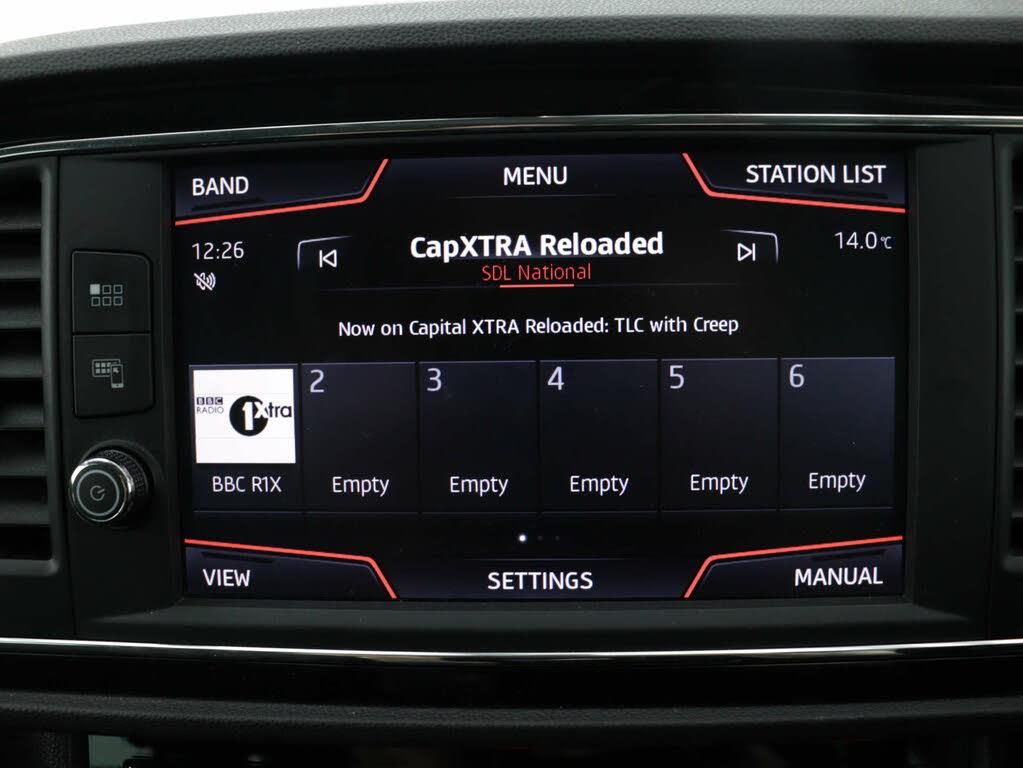 BAND
MENU
STATION LIST
12:26
CapXTRA Reloaded
14.0°C
SDL National
Now on Capital XTRA Reloaded: TLC with Creep
BBC
RADIO
1Xtra
2
3
4
5
6
BBC R1X
Empty
Empty
Empty
Empty
Empty
VIEW
SETTINGS
MANUAL